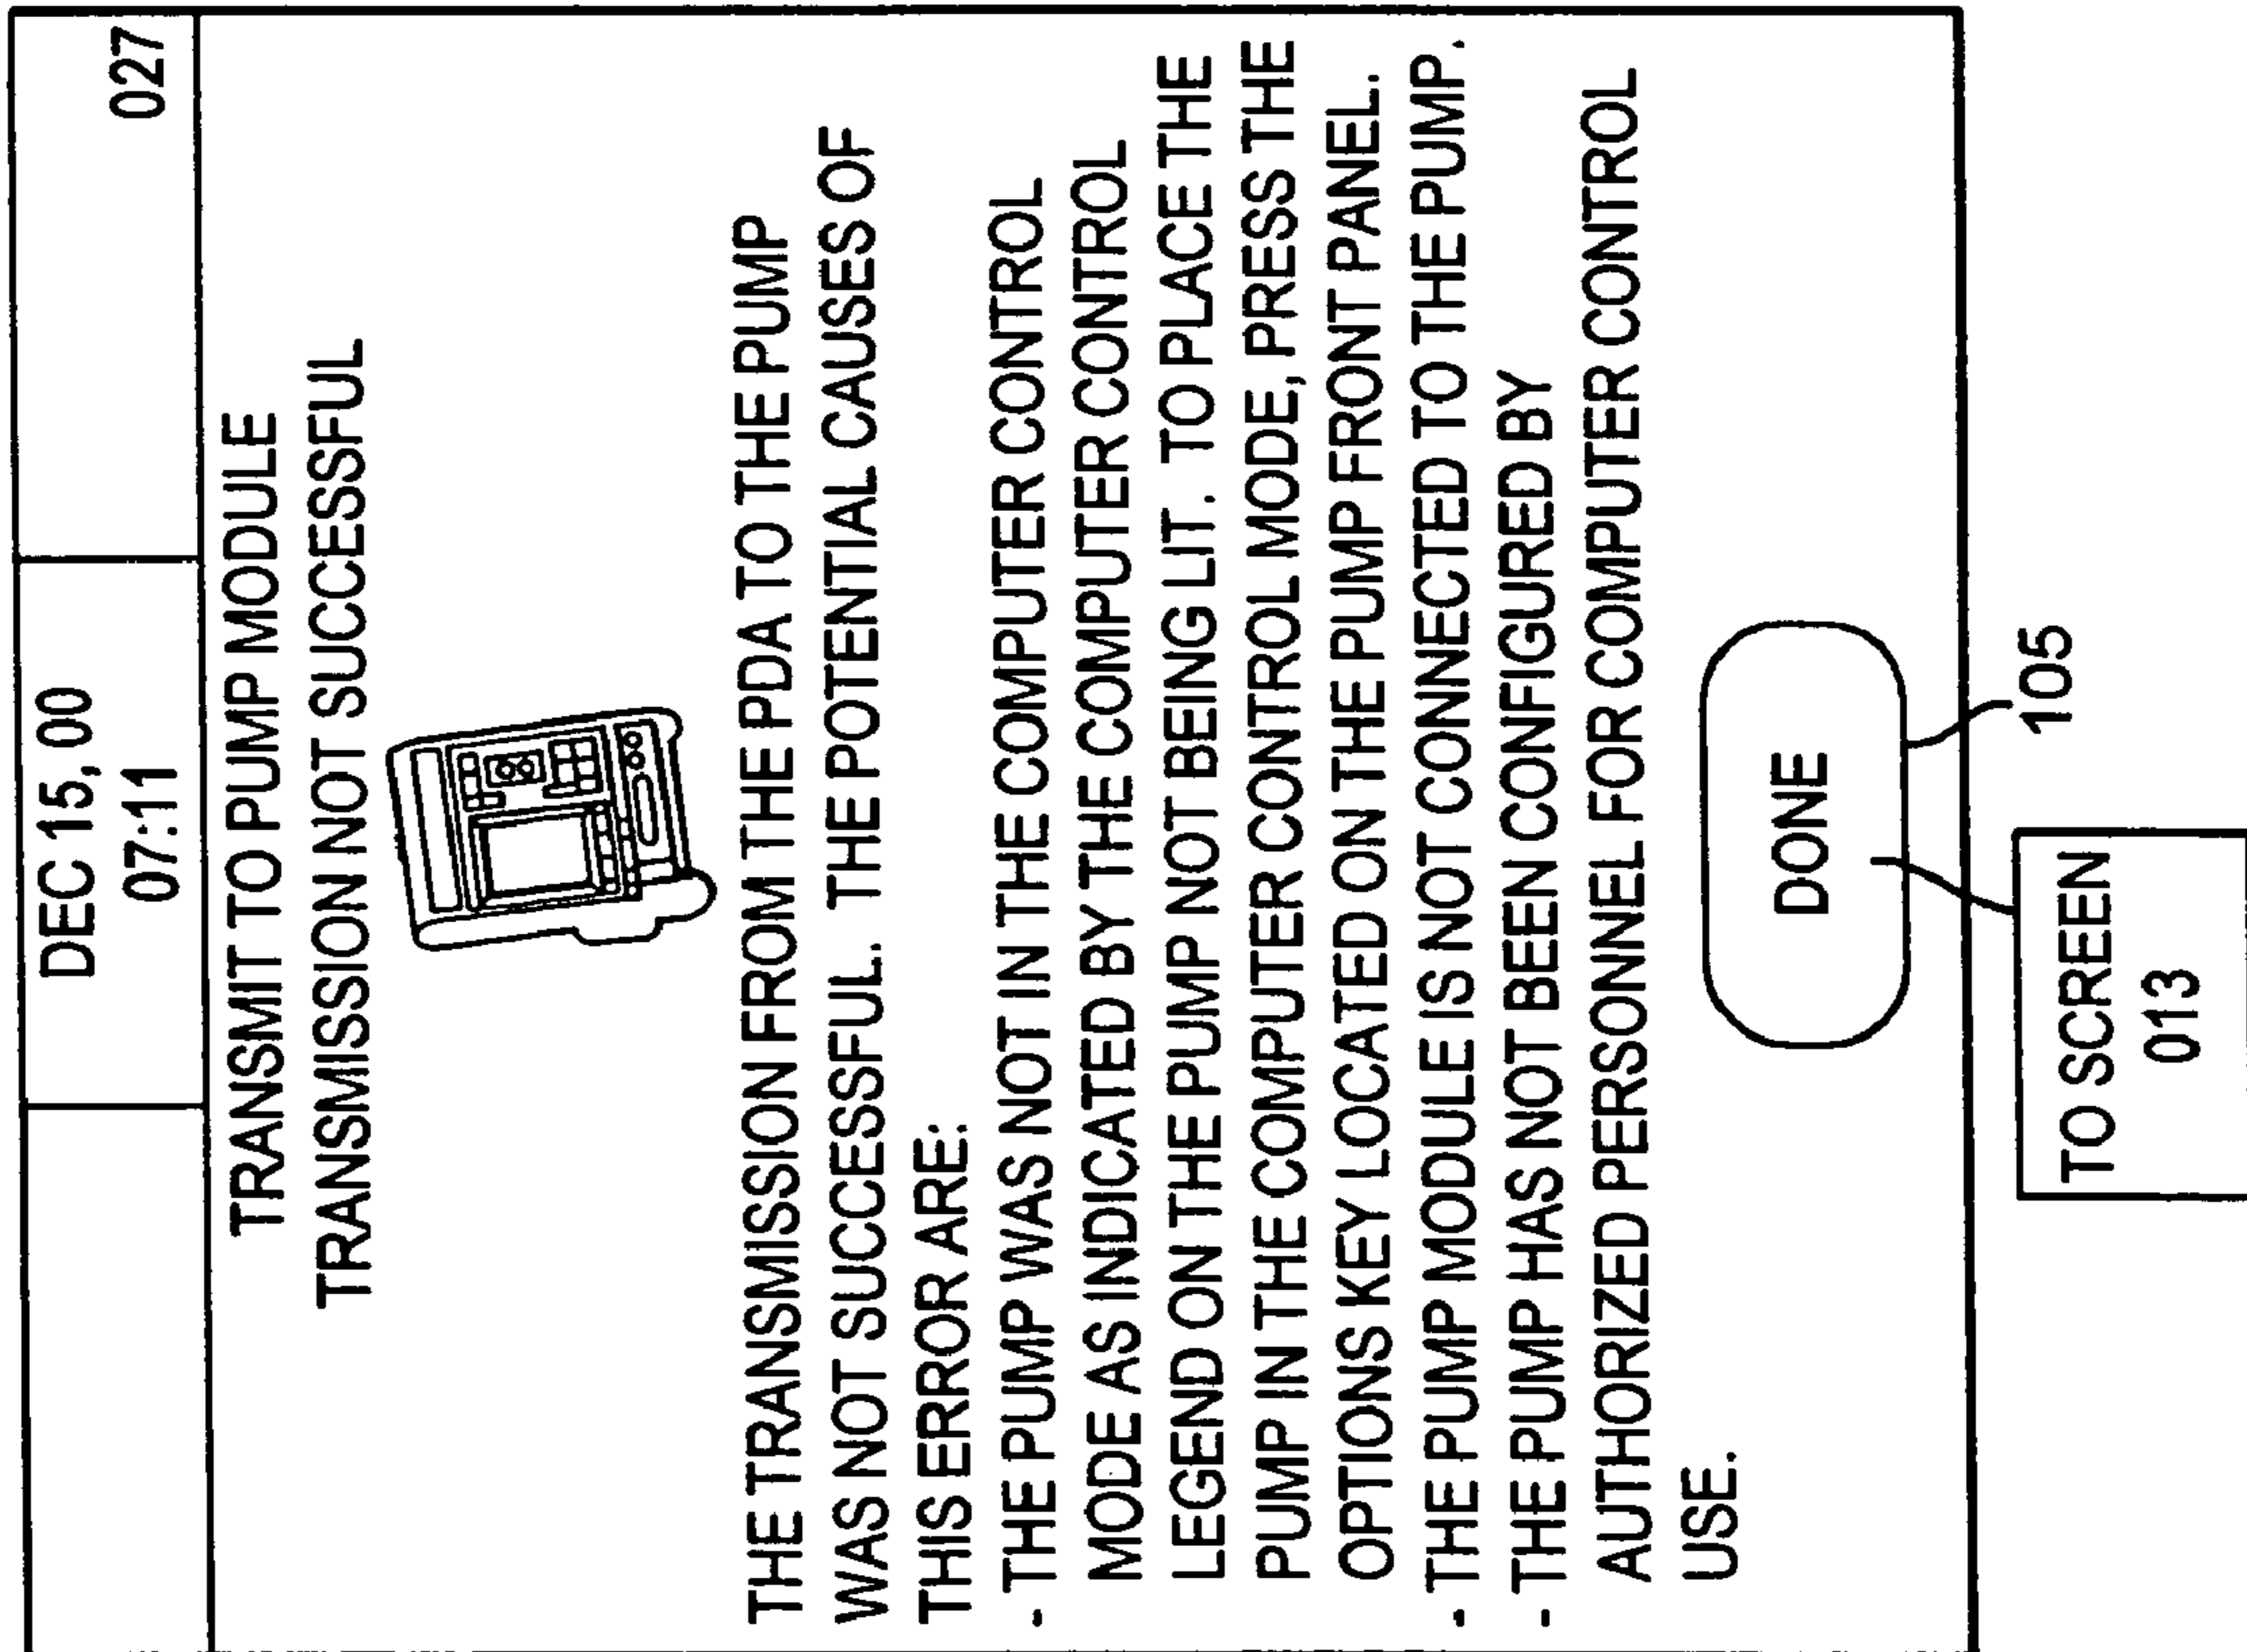 DEC 15, 00
07:11
027
TRANSMIT TO PUMP MODULE
TRANSMISSION NOT SUCCESSFUL
THE TRANSMISSION FROM THE PDA TO THE PUMP
WAS NOT SUCCESSFUL. THE POTENTIAL CAUSES OF
THIS ERROR ARE:
- THE PUMP WAS NOT IN THE COMPUTER CONTROL
MODE AS INDICATED BY THE COMPUTER CONTROL
LEGEND ON THE PUMP NOT BEING LIT. TO PLACE THE
PUMP IN THE COMPUTER CONTROL MODE, PRESS THE
OPTIONS KEY LOCATED ON THE PUMP FRONT PANEL.
- THE PUMP MODULE IS NOT CONNECTED TO THE PUMP.
- THE PUMP HAS NOT BEEN CONFIGURED BY
AUTHORIZED PERSONNEL FOR COMPUTER CONTROL
USE.
DONE
105
TO SCREEN
013